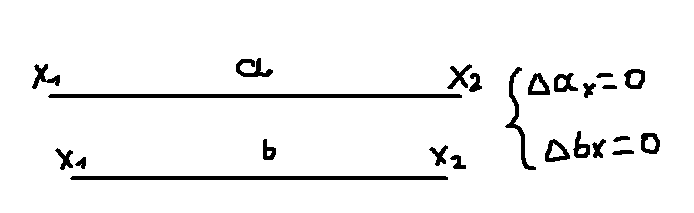 x₁ a x₂ { Δaₓ=0
x₁ b x₂ Δbx=0